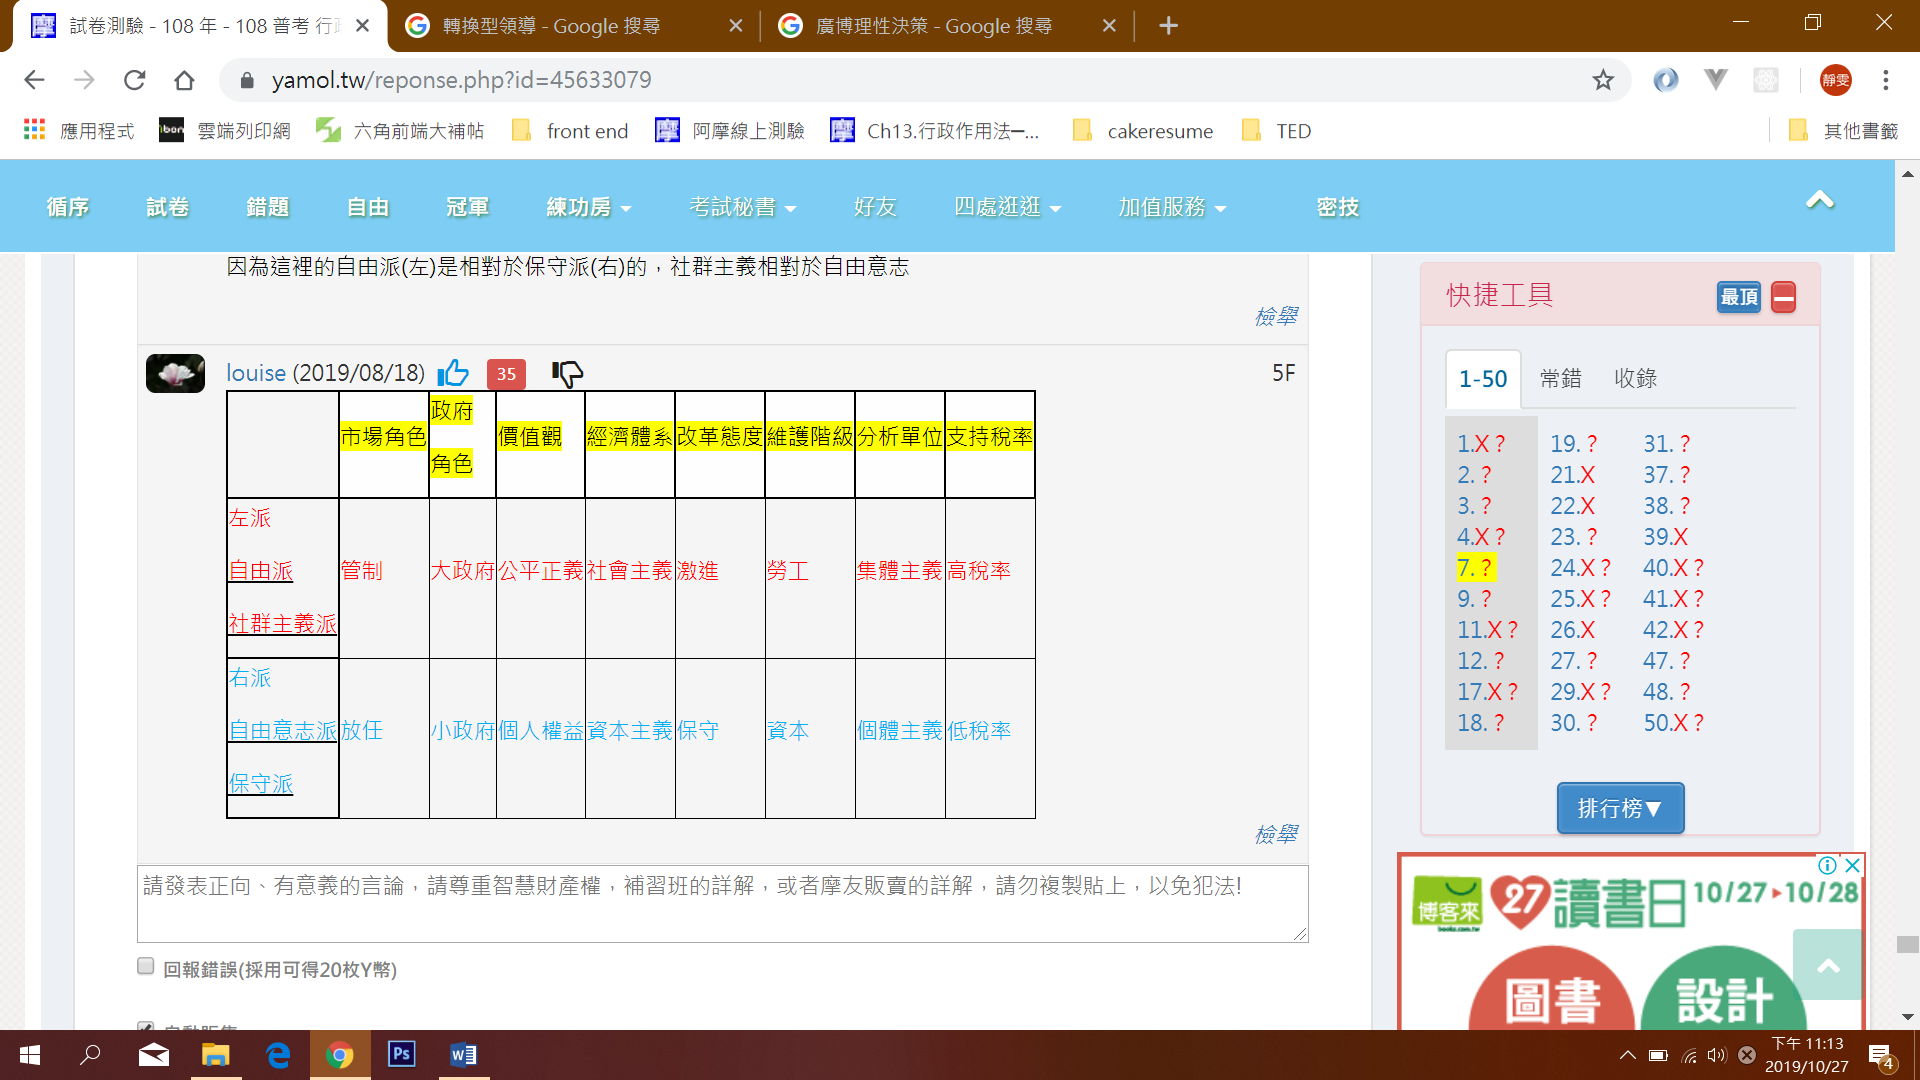 試卷測驗 - 108 年 - 108 普考 行
轉換型領導 - Google 搜尋
廣博理性決策 - Google 搜尋
yamol.tw/reponse.php?id=45633079
靜雯
應用程式
ibon
雲端列印網
六角前端大補帖
front end
摩
阿摩線上測驗
摩
Ch13.行政作用法—...
cakeresume
TED
其他書籤
循序
試卷
錯題
自由
冠軍
練功房
考試秘書
好友
四處逛逛
加值服務
密技
因為這裡的自由派(左)是相對於保守派(右)的，社群主義相對於自由意志
檢舉
louise (2019/08/18)
35
5F
市場角色
政府
角色
價值觀
經濟體系
改革態度
維護階級
分析單位
支持稅率
左派
自由派
社群主義派
管制
大政府
公平正義
社會主義
激進
勞工
集體主義
高稅率
右派
自由意志派
保守派
放任
小政府
個人權益
資本主義
保守
資本
個體主義
低稅率
檢舉
請發表正向、有意義的言論，請尊重智慧財產權，補習班的詳解，或者摩友販賣的詳解，請勿複製貼上，以免犯法!
回報錯誤(採用可得20枚Y幣)
快捷工具
最頂
1-50
常錯
收錄
1.X ?
2. ?
3. ?
4.X ?
7. ?
9. ?
11.X ?
12. ?
17.X ?
18. ?
19. ?
21.X
22.X
23. ?
24.X ?
25.X ?
26.X
27. ?
29.X ?
30. ?
31. ?
37. ?
38. ?
39.X
40.X ?
41.X ?
42.X ?
47. ?
48. ?
50.X ?
排行榜▼
博客來
books.com.tw
27
讀書日
10/27▸10/28
圖書
設計
Ps
下午 11:13
2019/10/27
4